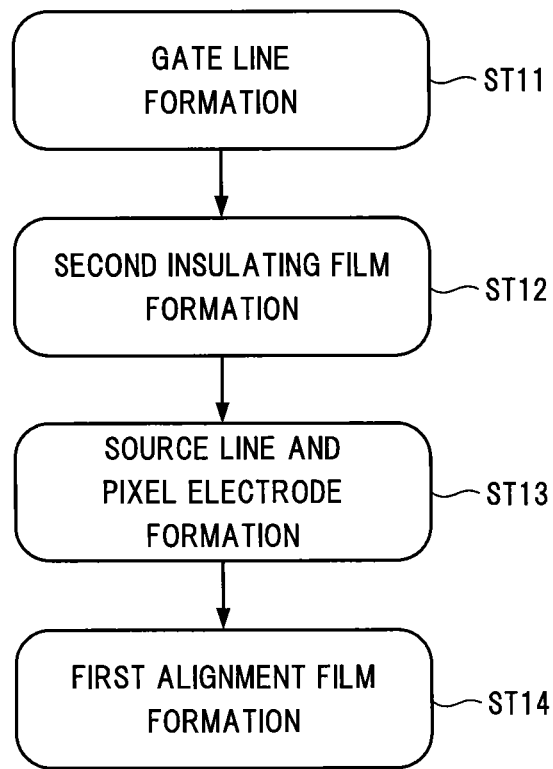 GATE LINE
FORMATION
ST11
SECOND INSULATING FILM
FORMATION
ST12
SOURCE LINE AND
PIXEL ELECTRODE
FORMATION
ST13
FIRST ALIGNMENT FILM
FORMATION
ST14